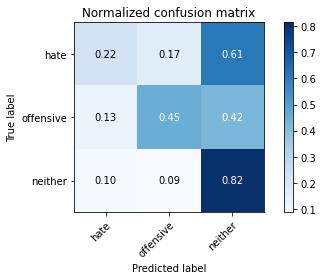 Normalized confusion matrix
True label
hate
0.22 0.17 0.61
offensive
0.13 0.45 0.42
neither
0.10 0.09 0.82
hate offensive neither
Predicted label
0.8
0.7
0.6
0.5
0.4
0.3
0.2
0.1